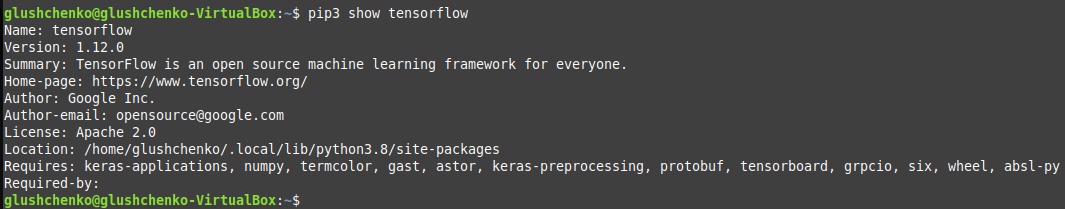 glushchenko@glushchenko-VirtualBox:~$ pip3 show tensorflow
Name: tensorflow
Version: 1.12.0
Summary: TensorFlow is an open source machine learning framework for everyone.
Home-page: https://www.tensorflow.org/
Author: Google Inc.
Author-email: opensource@google.com
License: Apache 2.0
Location: /home/glushchenko/.local/lib/python3.8/site-packages
Requires: keras-applications, numpy, termcolor, gast, astor, keras-preprocessing, protobuf, tensorboard, grpcio, six, wheel, absl-py
Required-by:
glushchenko@glushchenko-VirtualBox:~$